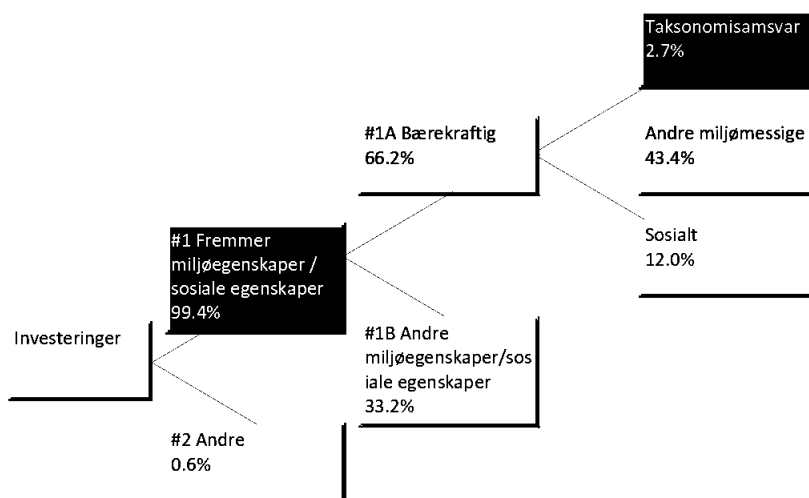 Taksonomisamsvar
2.7%
#1A Bærekraftig
66.2%
Andre miljømessige
43.4%
#1 Fremmer
miljøegenskaper /
sosiale egenskaper
99.4%
Sosialt
12.0%
Investeringer
#1B Andre
miljøegenskaper/sos
iale egenskaper
33.2%
#2 Andre
0.6%